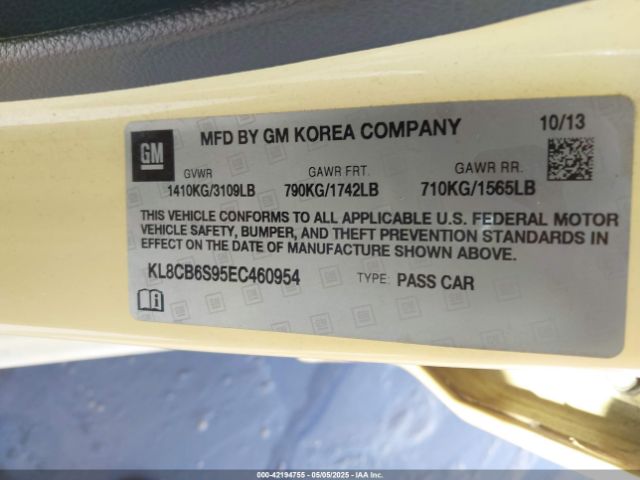 GM
MFD BY GM KOREA COMPANY
10/13
GVWR
GAWR FRT.
GAWR RR.
1410KG/3109LB
790KG/1742LB
710KG/1565LB
THIS VEHICLE CONFORMS TO ALL APPLICABLE U.S. FEDERAL MOTOR
VEHICLE SAFETY, BUMPER, AND THEFT PREVENTION STANDARDS IN
EFFECT ON THE DATE OF MANUFACTURE SHOWN ABOVE.
KL8CB6S95EC460954
TYPE: PASS CAR
000-42194755 - 05/05/2025 - IAA Corp.